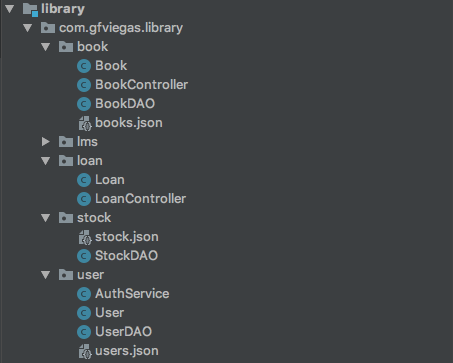 library
com.gfviegas.library
book
Book
BookController
BookDAO
books.json
lms
loan
Loan
LoanController
stock
stock.json
StockDAO
user
AuthService
User
UserDAO
users.json